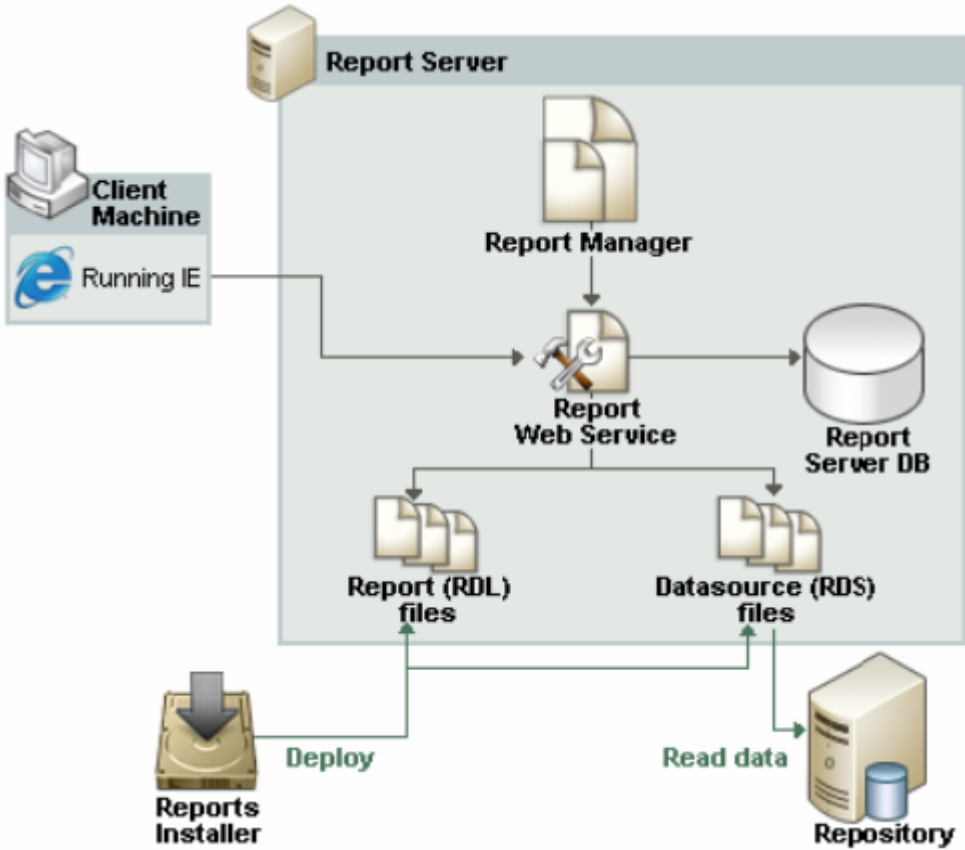 Report Server
Client
Machine
Running IE
Report Manager
Report
Web Service
Report
Server DB
Report (RDL)
files
Datasource (RDS)
files
Deploy
Read data
Reports
Installer
Repository